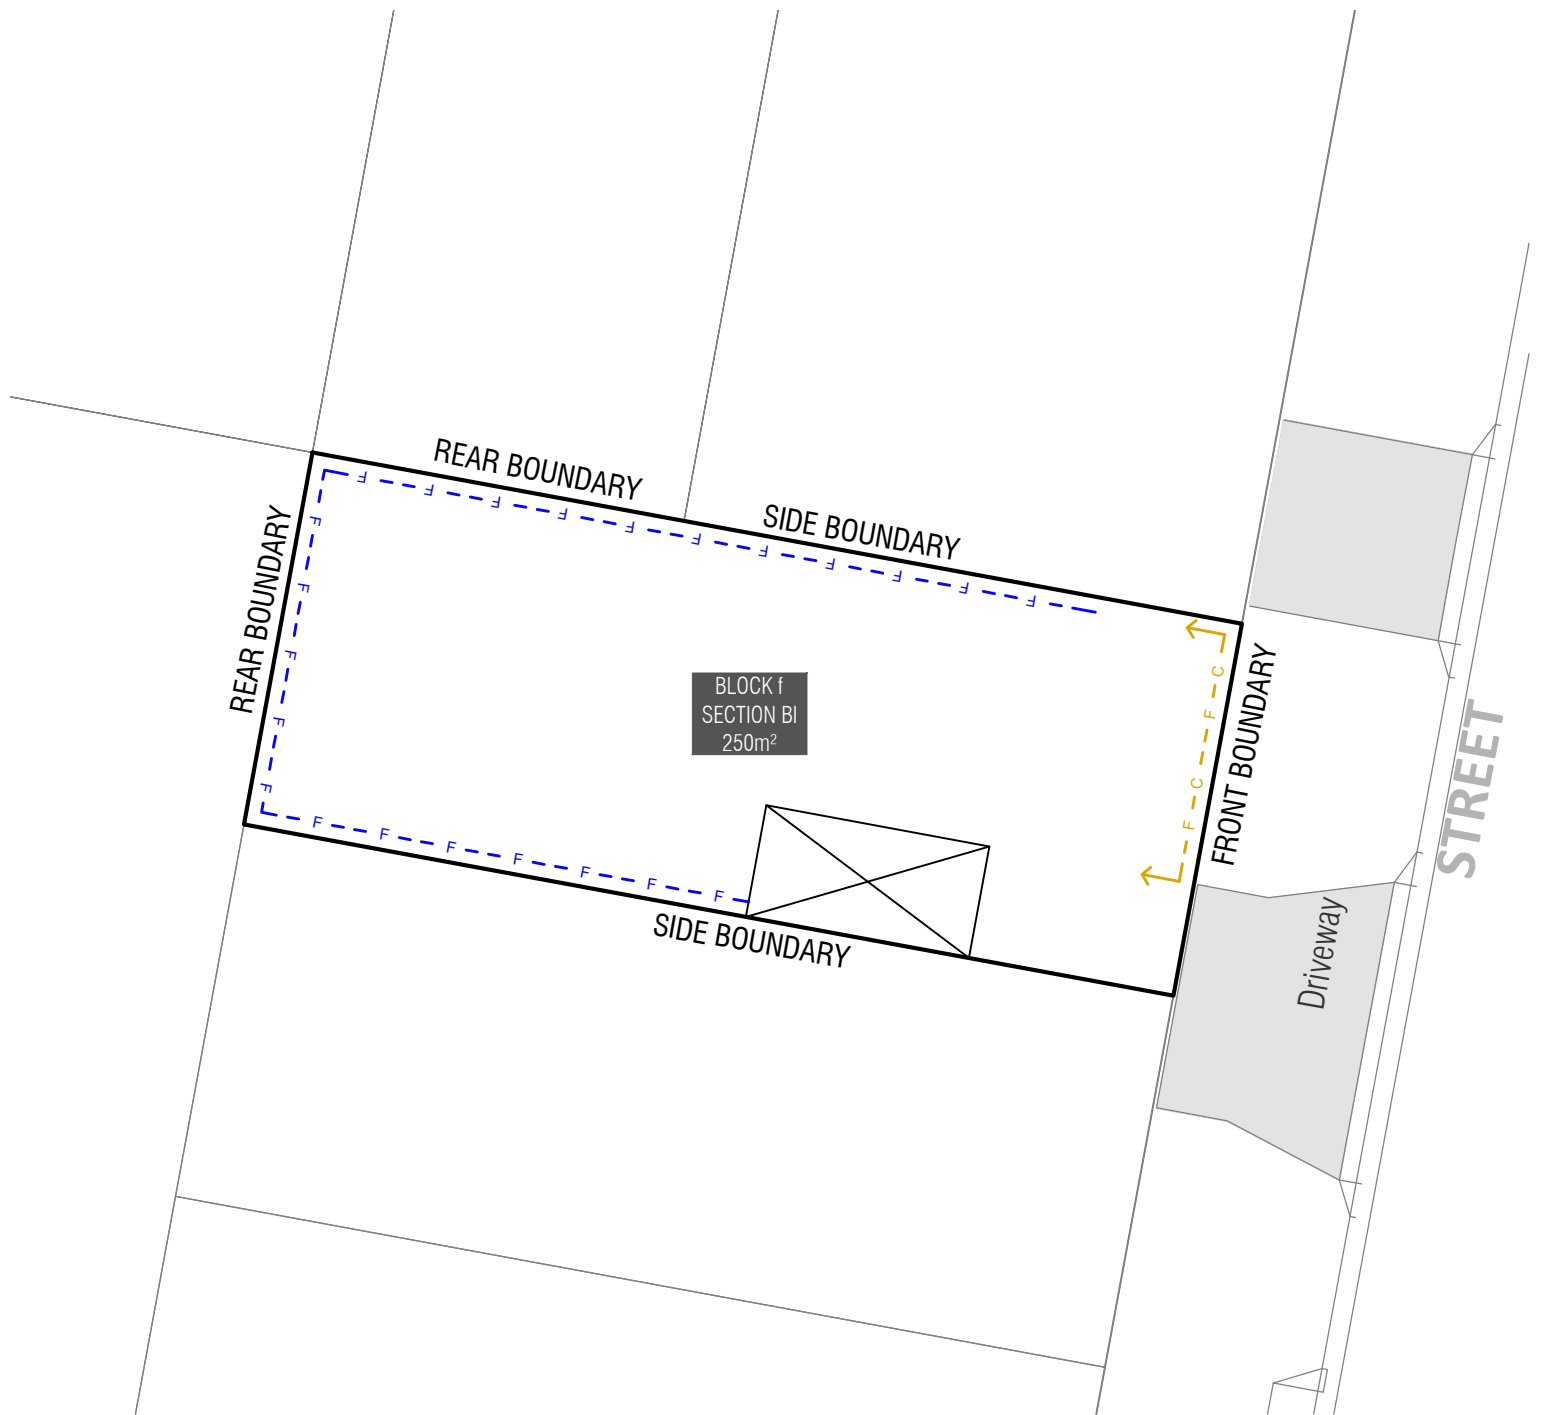 REAR BOUNDARY
SIDE BOUNDARY
F F F F F F F F F F F
REAR BOUNDARY
F
F
F
F
F
BLOCK f
SECTION BI
250m²
C
F
C
F
FRONT BOUNDARY
STREET
F F F F F F F
SIDE BOUNDARY
Driveway